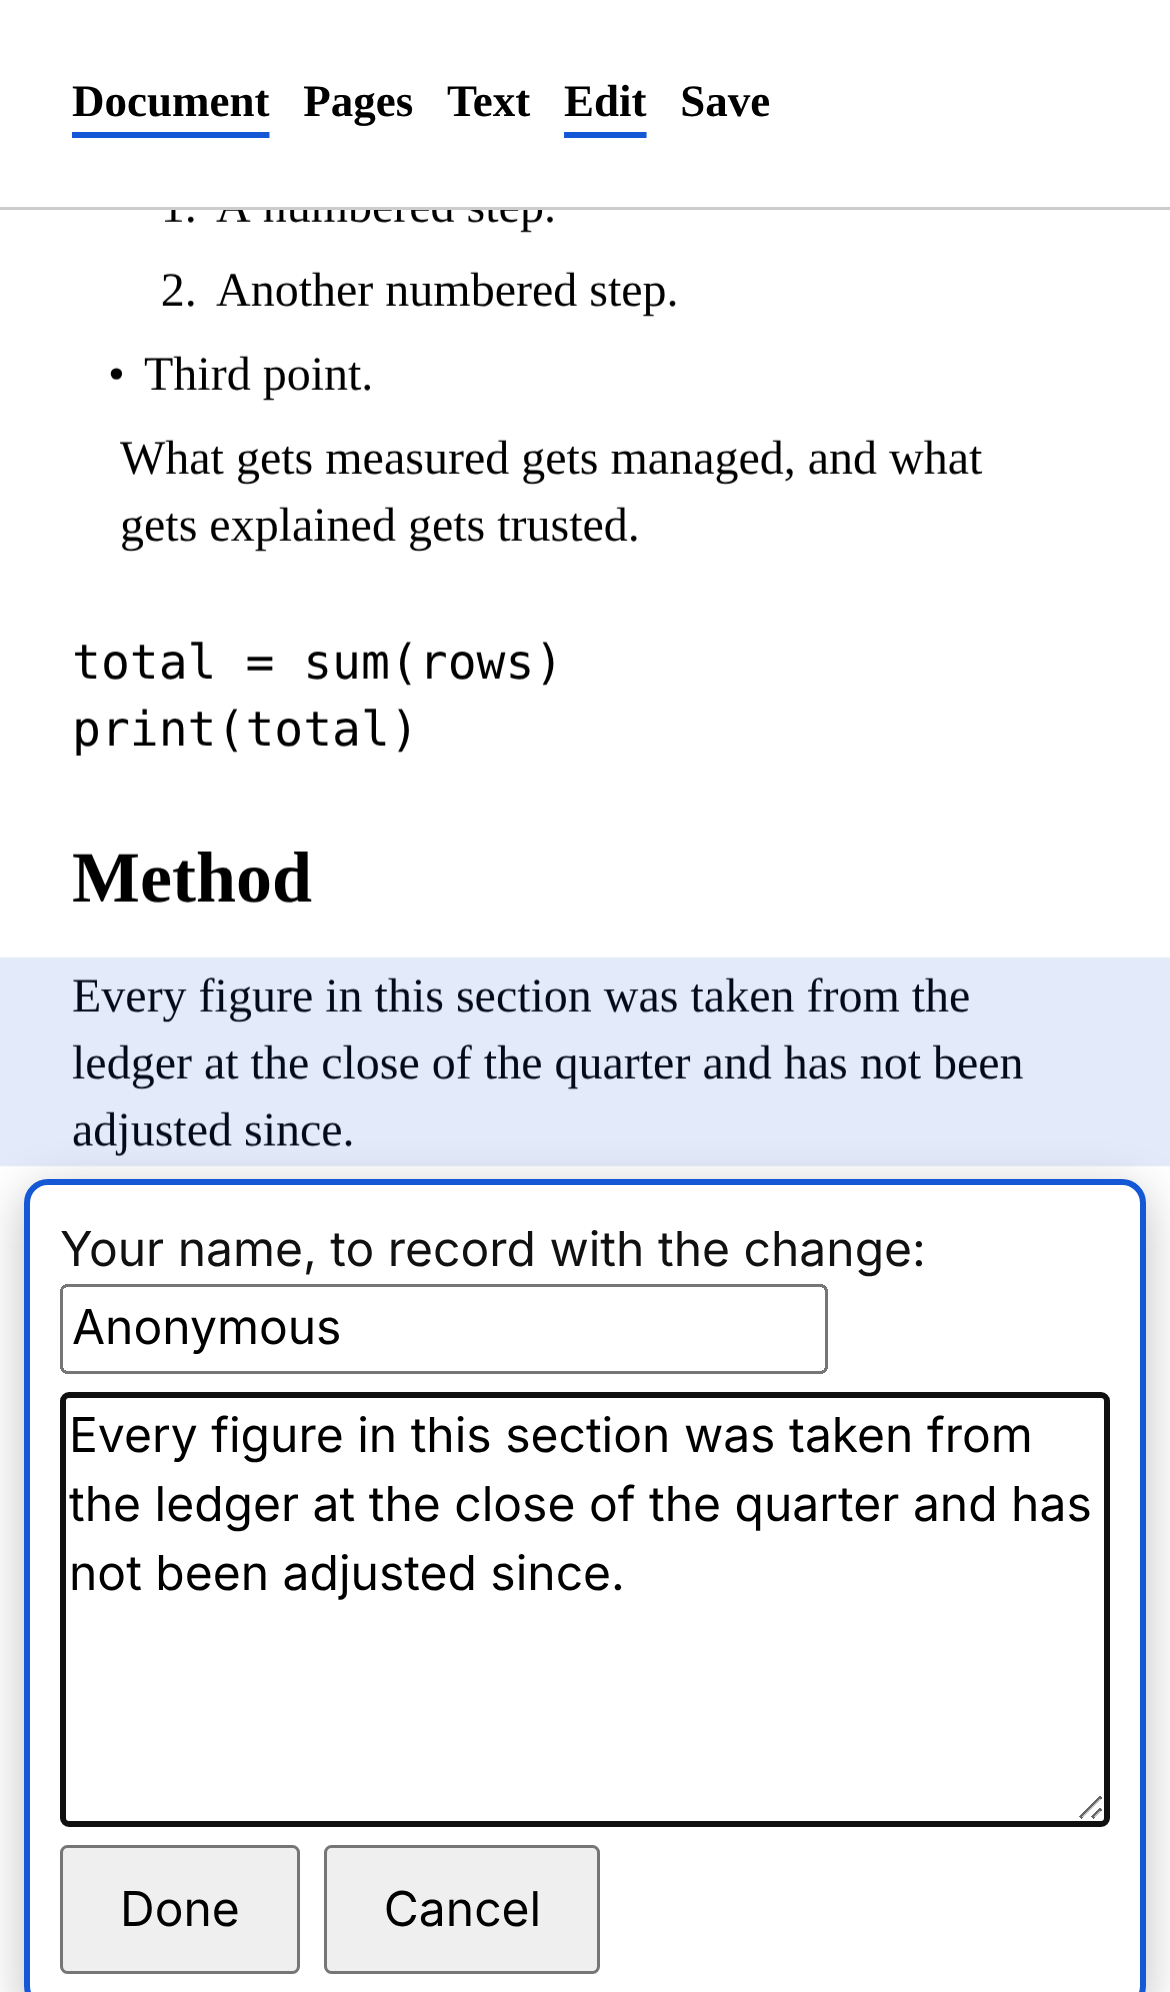 Document Pages Text Edit Save
1. A numbered step.
2. Another numbered step.
• Third point.
What gets measured gets managed, and what
gets explained gets trusted.
total = sum(rows)
print(total)
Method
Every figure in this section was taken from the
ledger at the close of the quarter and has not been
adjusted since.
Your name, to record with the change:
Anonymous
Every figure in this section was taken from
the ledger at the close of the quarter and has
not been adjusted since.
Done Cancel